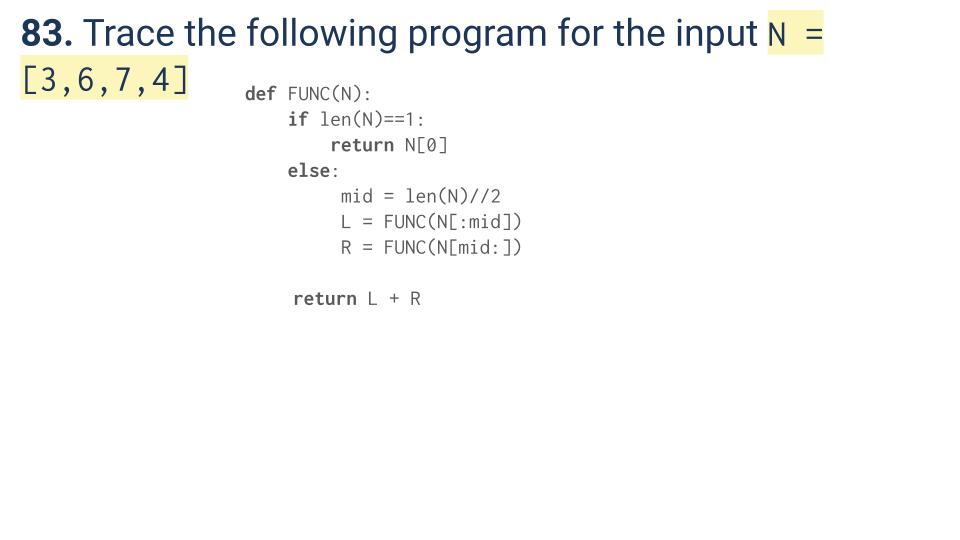 83. Trace the following program for the input N =
[3,6,7,4]
def FUNC(N):
if len(N)==1:
return N[0]
else:
mid = len(N)//2
L = FUNC(N[:mid])
R = FUNC(N[mid:])
return L + R